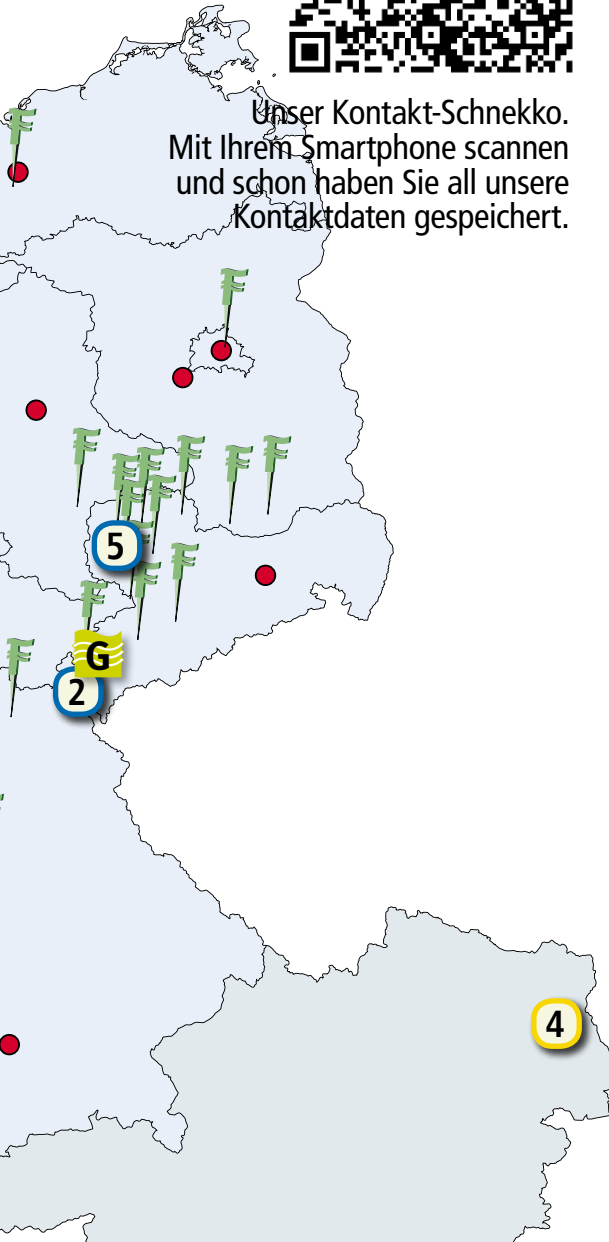 Unser Kontakt-Schnekko.
Mit Ihrem Smartphone scannen
und schon haben Sie all unsere
Kontaktdaten gespeichert.
F
F
F
F
F
F
F
F
F
F
F
5
F
F
F
F
G
2
4